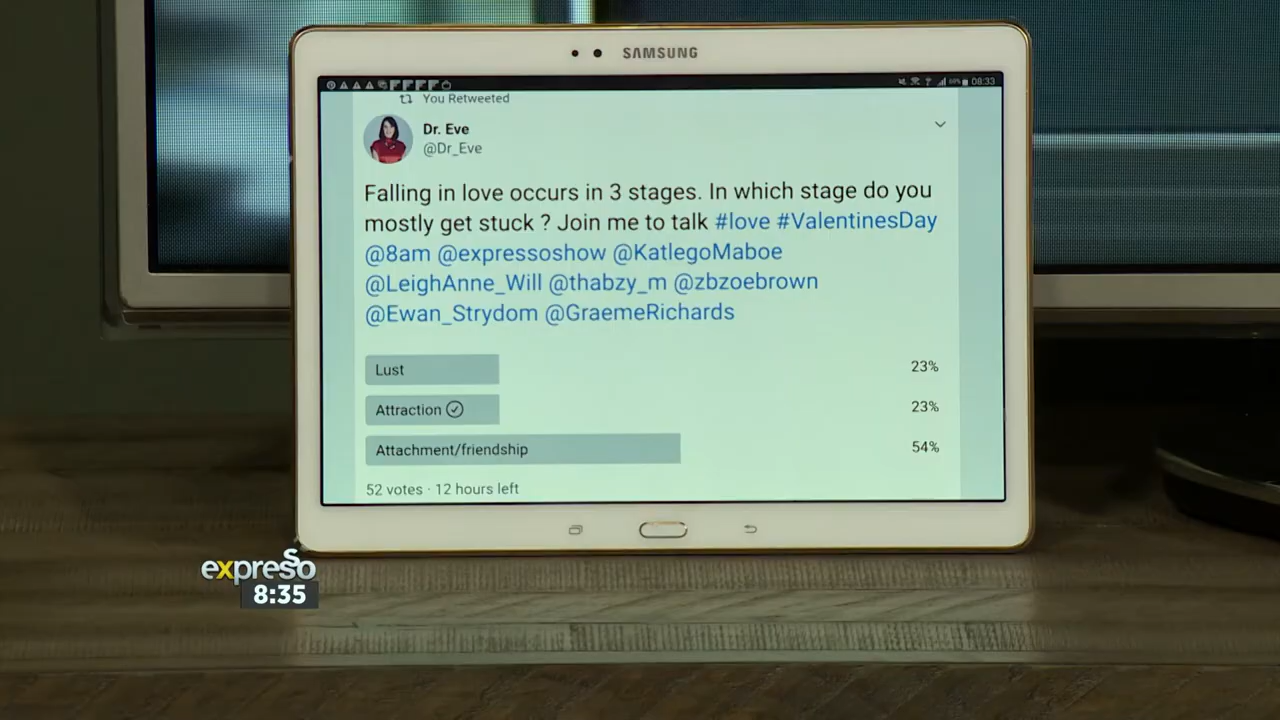 SAMSUNG
08:33
You Retweeted
Dr. Eve
@Dr_Eve
Falling in love occurs in 3 stages. In which stage do you
mostly get stuck ? Join me to talk #love #ValentinesDay
@8am @expressoshow @KatlegoMaboe
@LeighAnne_Will @thabzy_m @zbzoebrown
@Ewan_Strydom @GraemeRichards
Lust 23%
Attraction 23%
Attachment/friendship 54%
52 votes · 12 hours left
expresso
8:35